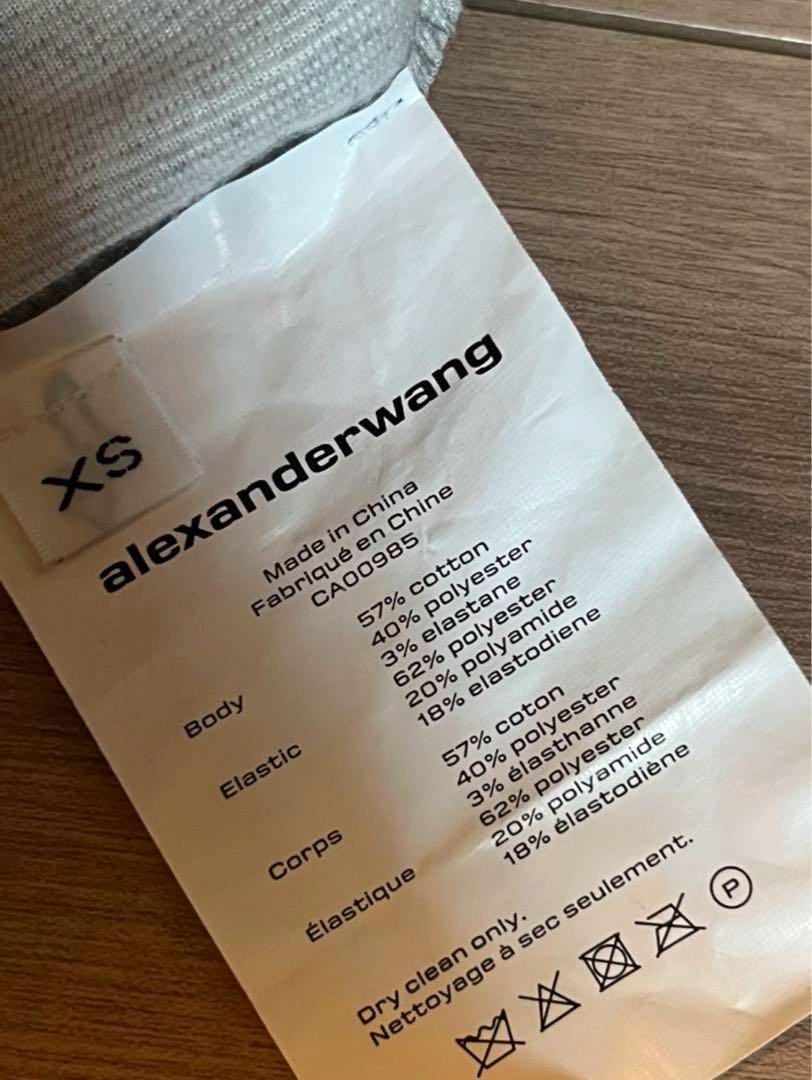 XS
alexanderwang
Made in China
Fabriqué en Chine
CA00985
Body 57% cotton
40% polyester
3% elastane
Elastic 62% polyester
20% polyamide
18% elastodiene
Corps 57% coton
40% polyester
3% élasthanne
Élastique 62% polyester
20% polyamide
18% élastodiène
Dry clean only.
Nettoyage à sec seulement.
P